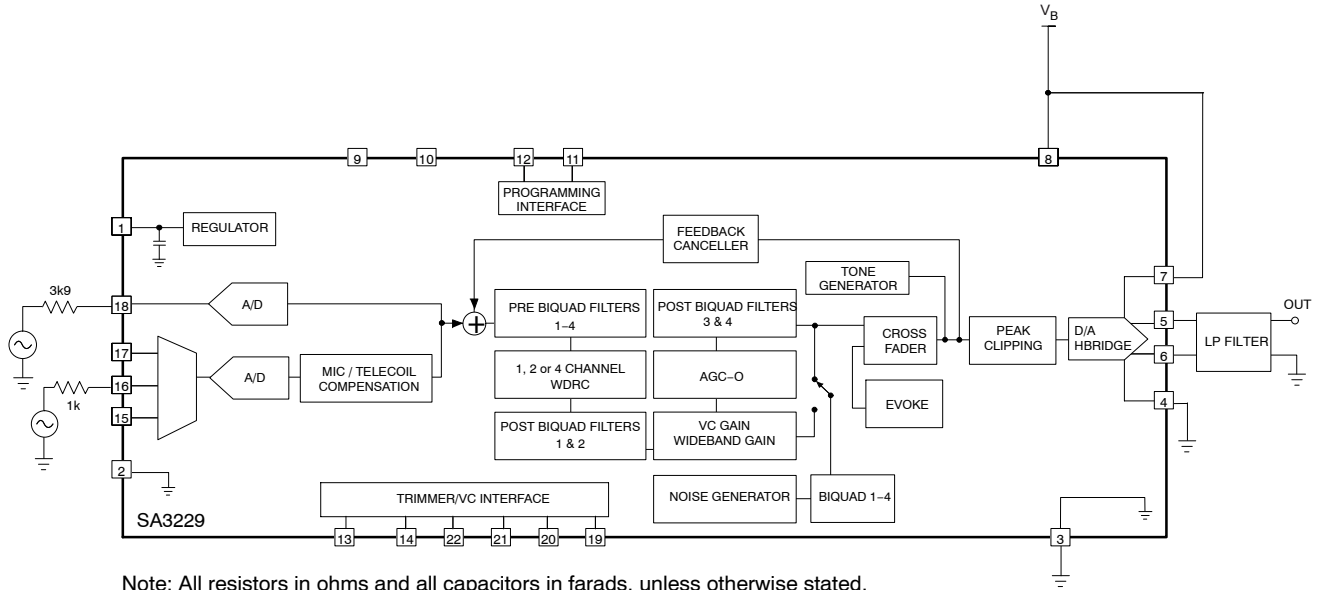 VB
9
10
12
11
8
PROGRAMMING
INTERFACE
1
REGULATOR
FEEDBACK
CANCELLER
TONE
GENERATOR
7
3k9
18
A/D
PRE BIQUAD FILTERS
1−4
POST BIQUAD FILTERS
3 & 4
CROSS
FADER
PEAK
CLIPPING
D/A
HBRIDGE
5
6
LP FILTER
OUT
17
16
15
1k
A/D
MIC / TELECOIL
COMPENSATION
1, 2 or 4 CHANNEL
WDRC
AGC−O
EVOKE
4
POST BIQUAD FILTERS
1 & 2
VC GAIN
WIDEBAND GAIN
2
TRIMMER/VC INTERFACE
NOISE GENERATOR
BIQUAD 1−4
SA3229
13
14
22
21
20
19
3
Note: All resistors in ohms and all capacitors in farads, unless otherwise stated.